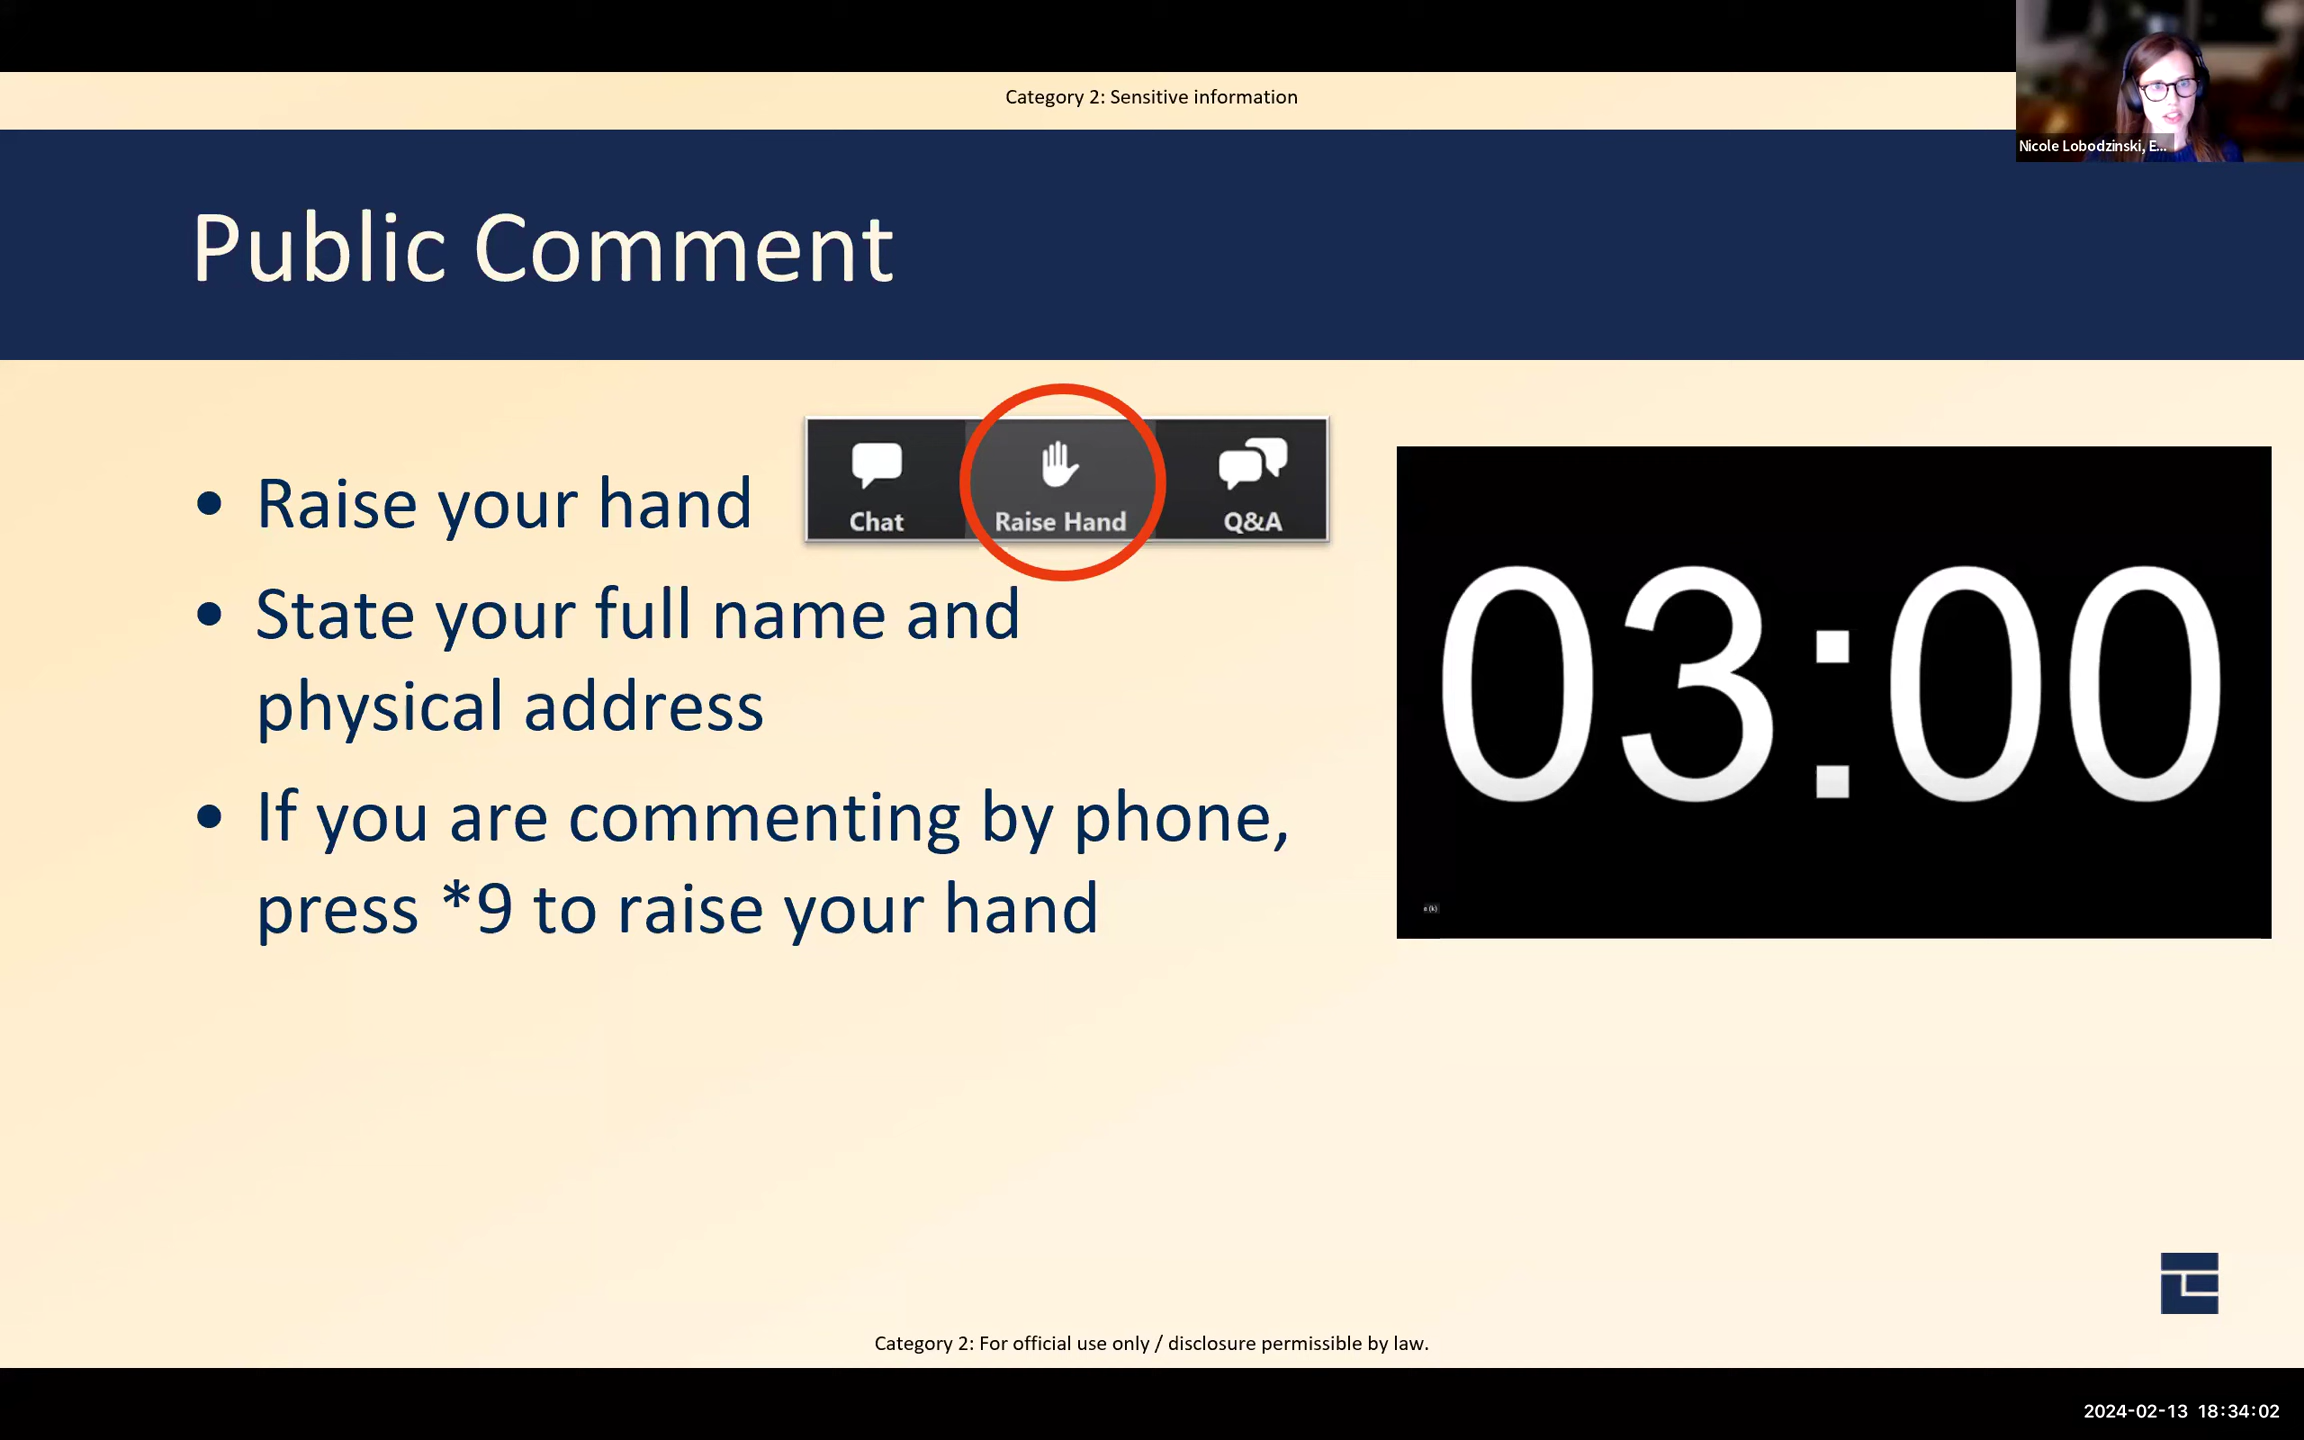 Category 2: Sensitive information
Nicole Lobodzinski, E...
Public Comment
• Raise your hand
Chat
Raise Hand
Q&A
• State your full name and
physical address
• If you are commenting by phone,
press *9 to raise your hand
03:00
Category 2: For official use only / disclosure permissible by law.
2024-02-13 18:34:02